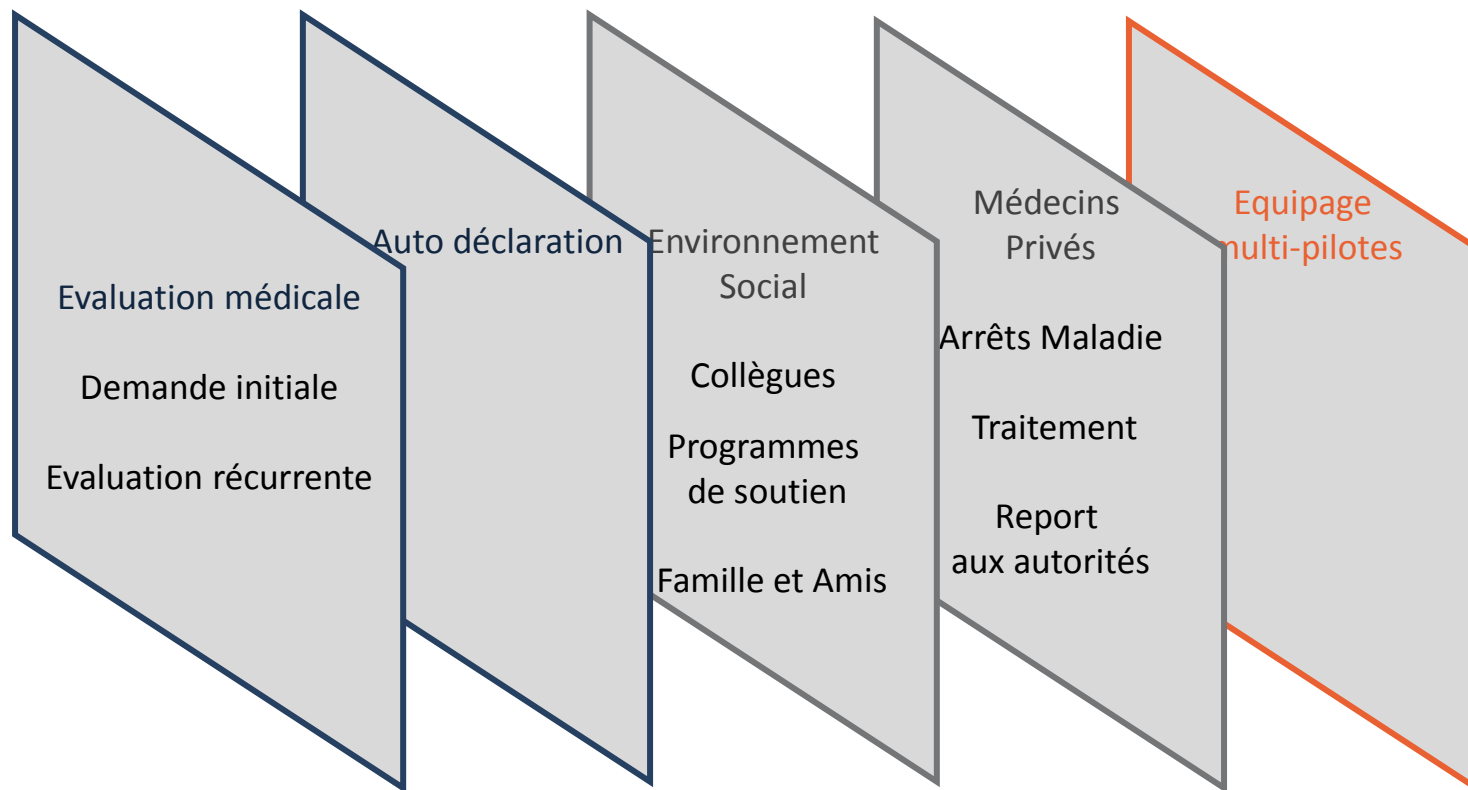 Evaluation médicale
Demande initiale
Evaluation récurrente
Auto déclaration
Environnement
Social
Collègues
Programmes
de soutien
Famille et Amis
Médecins
Privés
Arrêts Maladie
Traitement
Report
aux autorités
Equipage
multi-pilotes